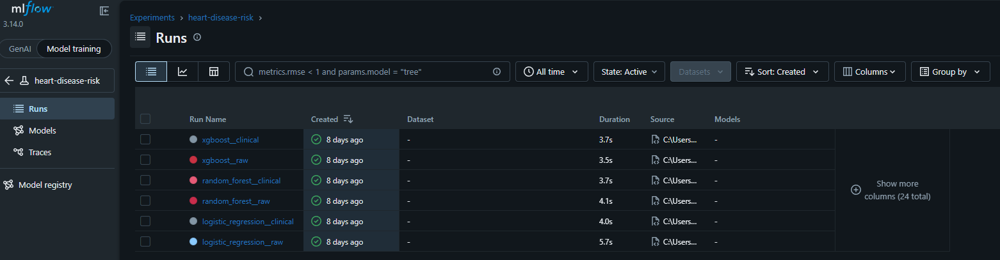 mlflow
3.14.0
GenAI Model training
heart-disease-risk
Runs
Models
Traces
Model registry
Experiments > heart-disease-risk >
Runs
metrics.rmse < 1 and params.model = "tree"
All time
State: Active
Datasets
Sort: Created
Columns
Group by
Run Name Created Dataset Duration Source Models
xgboost__clinical 8 days ago - 3.7s C:\Users... -
xgboost__raw 8 days ago - 3.5s C:\Users... -
random_forest__clinical 8 days ago - 3.7s C:\Users... -
random_forest__raw 8 days ago - 4.1s C:\Users... -
logistic_regression__clinical 8 days ago - 4.0s C:\Users... -
logistic_regression__raw 8 days ago - 5.7s C:\Users... -
Show more
columns (24 total)